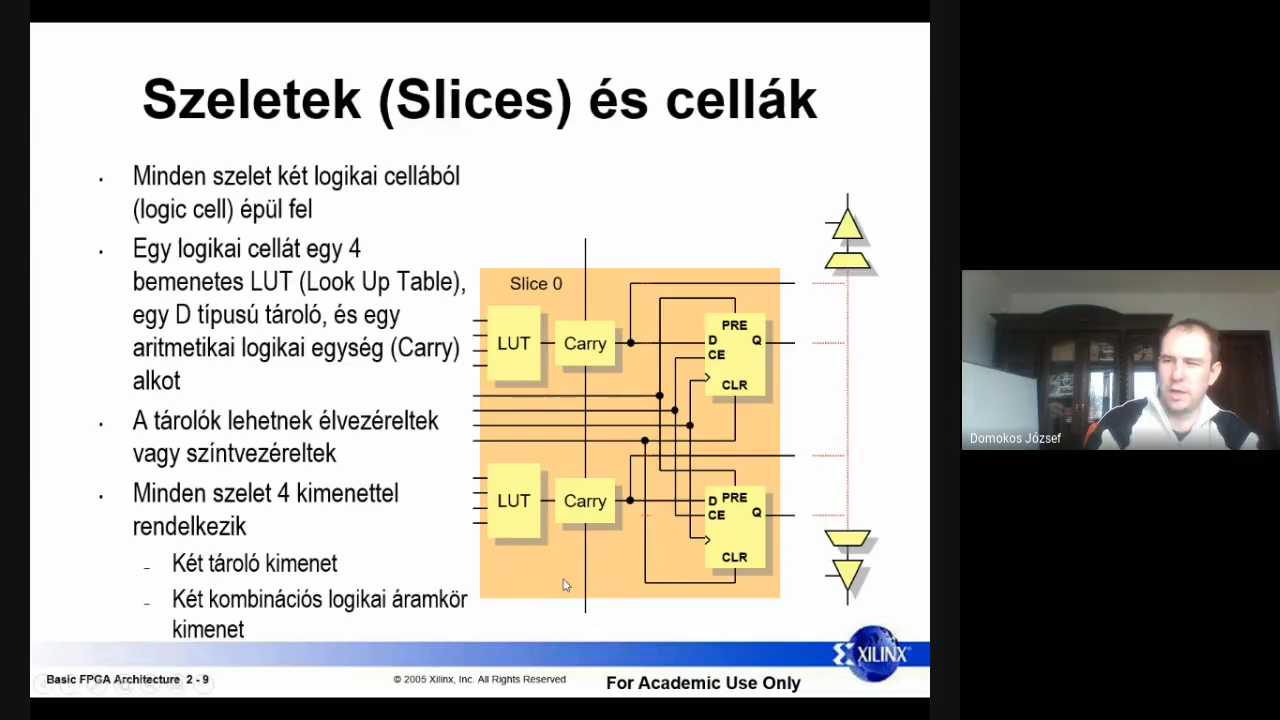 Szeletek (Slices) és cellák
• Minden szelet két logikai cellából
(logic cell) épül fel
• Egy logikai cellát egy 4
bemenetes LUT (Look Up Table),
egy D típusú tároló, és egy
aritmetikai logikai egység (Carry)
alkot
• A tárolók lehetnek élvezéreltek
vagy színtvezéreltek
• Minden szelet 4 kimenettel
rendelkezik
– Két tároló kimenet
– Két kombinációs logikai áramkör
kimenet
Slice 0
LUT
Carry
PRE
D
Q
CE
CLR
LUT
Carry
PRE
D
Q
CE
CLR
Domokos József
XILINX®
Basic FPGA Architecture 2 - 9
© 2005 Xilinx, Inc. All Rights Reserved
For Academic Use Only